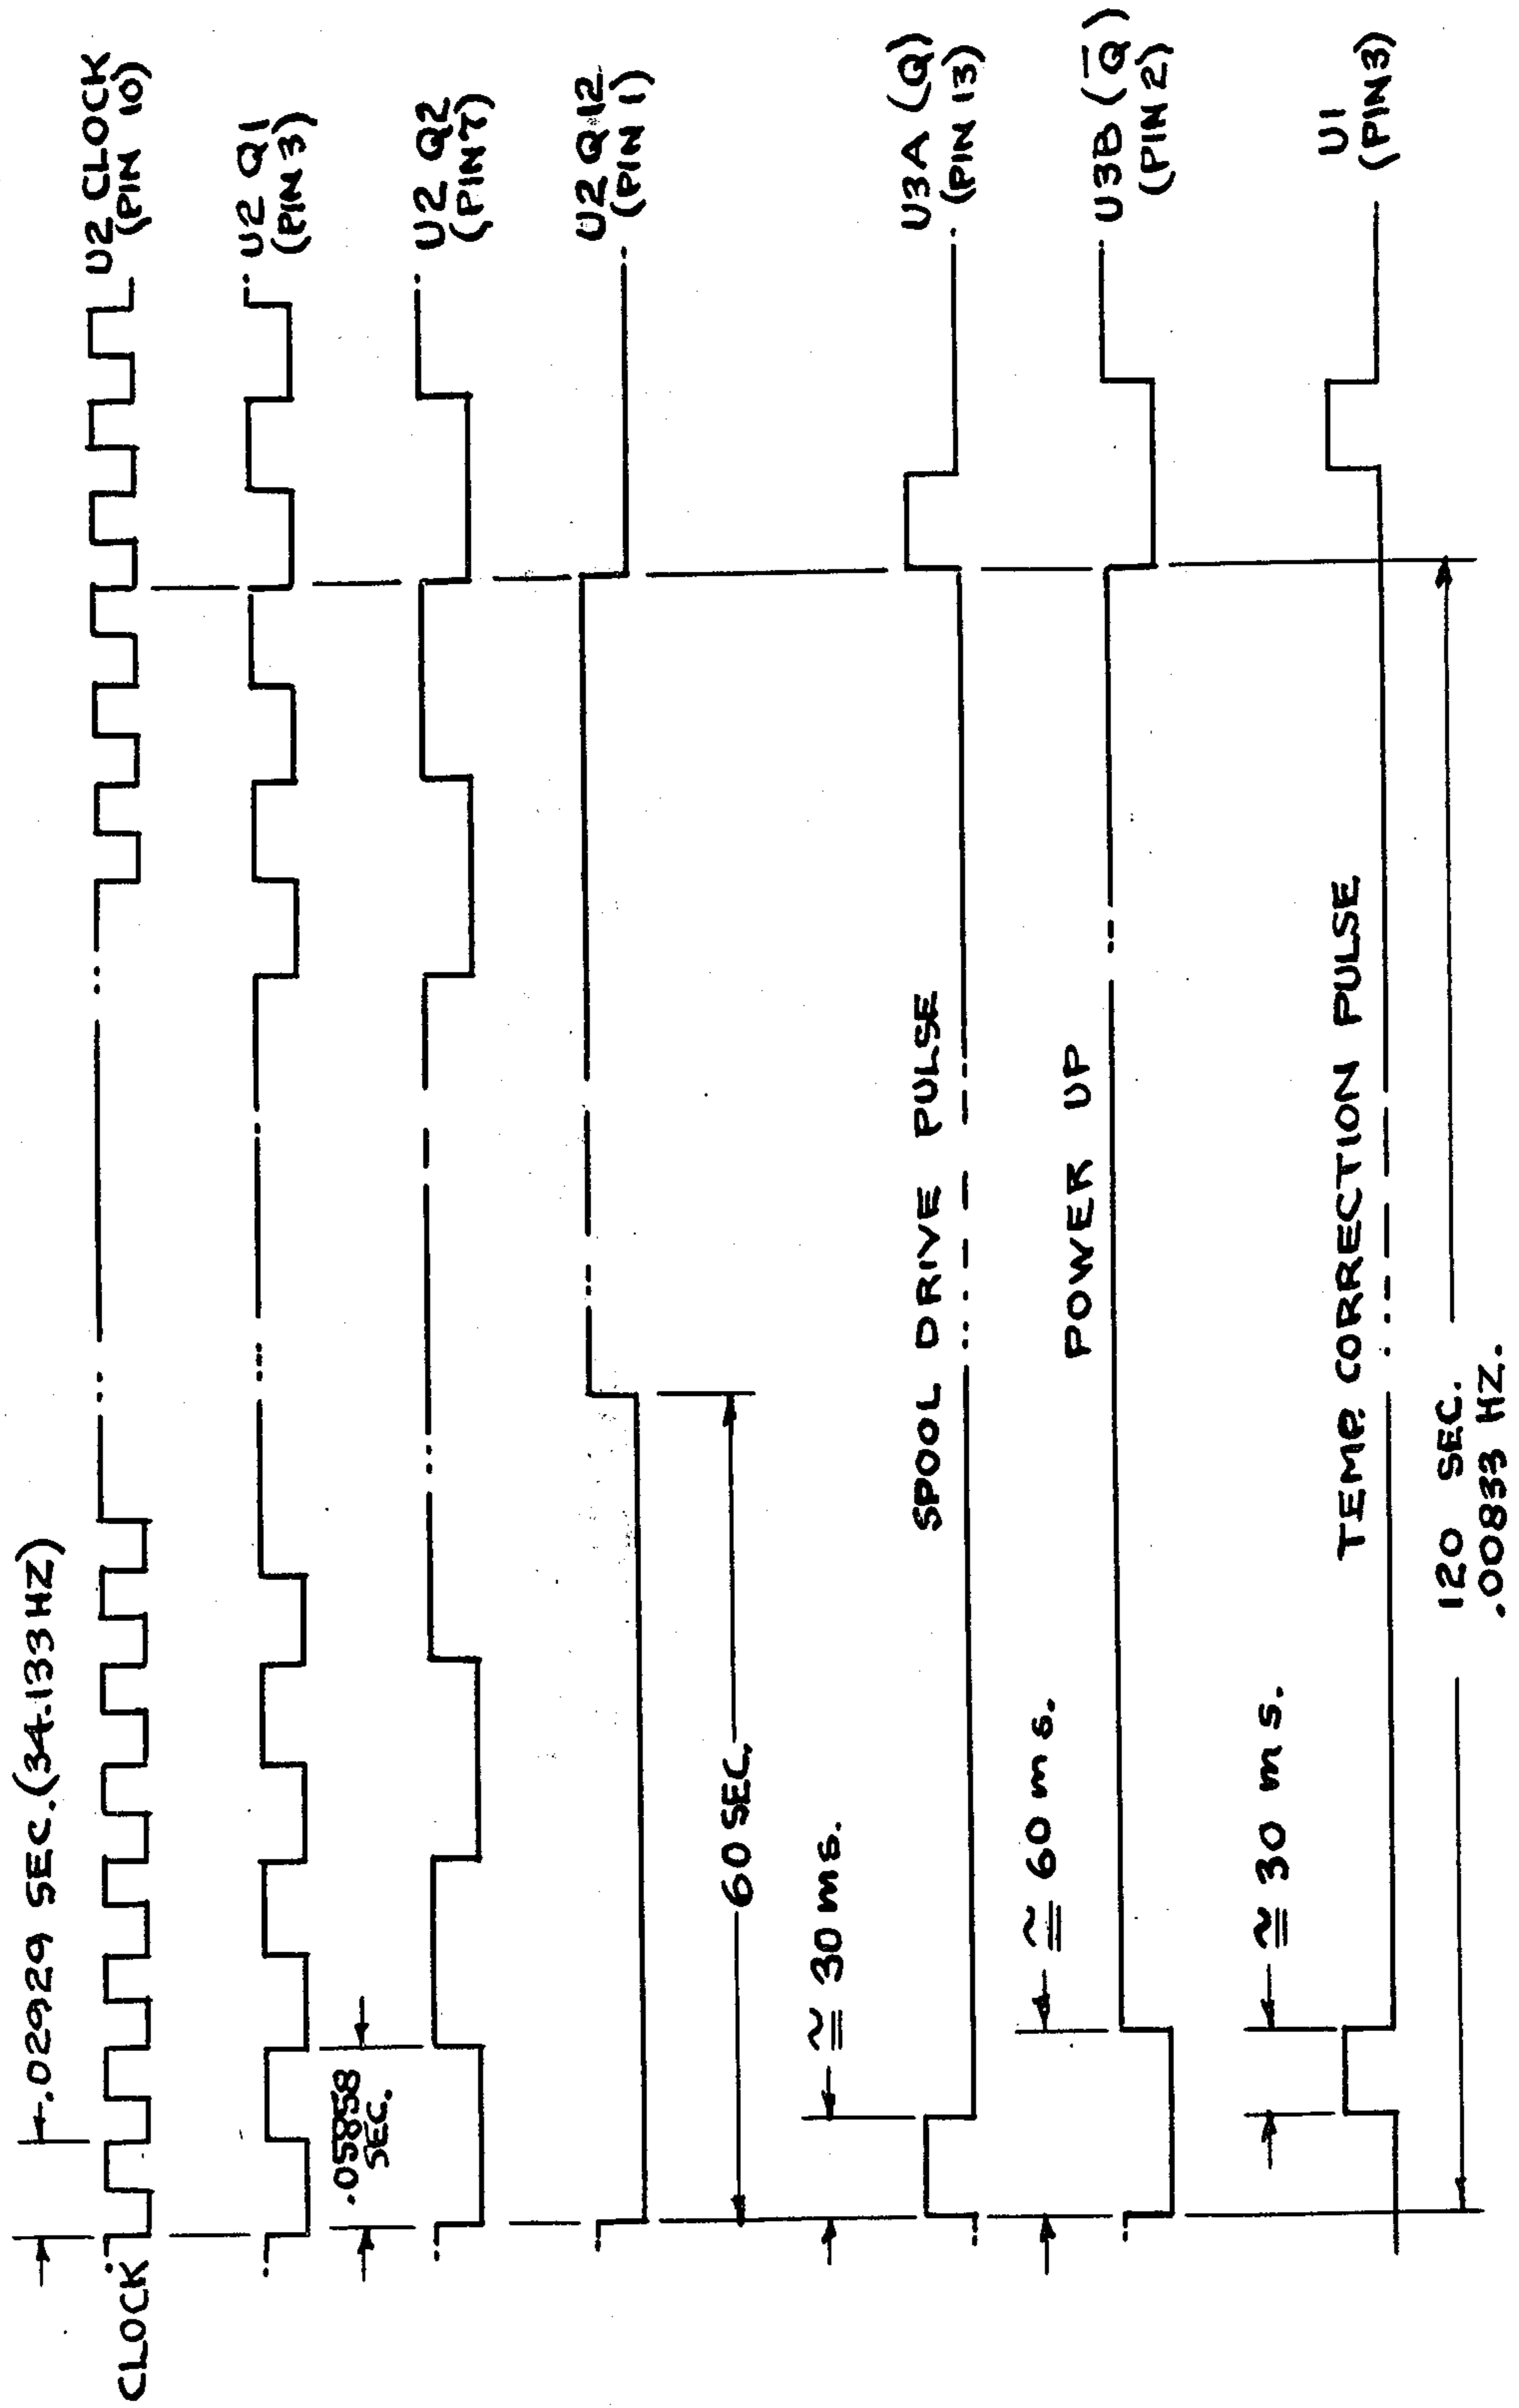 .02929 SEC. (34.133 HZ)
CLOCK
U2 CLOCK
(PIN 10)
U2 Q1
(PIN 3)
.05858
SEC.
U2 Q2
(PIN 7)
U2 Q12
(PIN 1)
60 SEC.
≅ 30 ms.
SPOOL DRIVE PULSE
U3A (Q)
(PIN 13)
≅ 60 ms.
POWER UP
U3B (Q̅)
(PIN 2)
≅ 30 ms.
TEMP. CORRECTION PULSE
U1
(PIN 3)
120 SEC.
.00833 HZ.